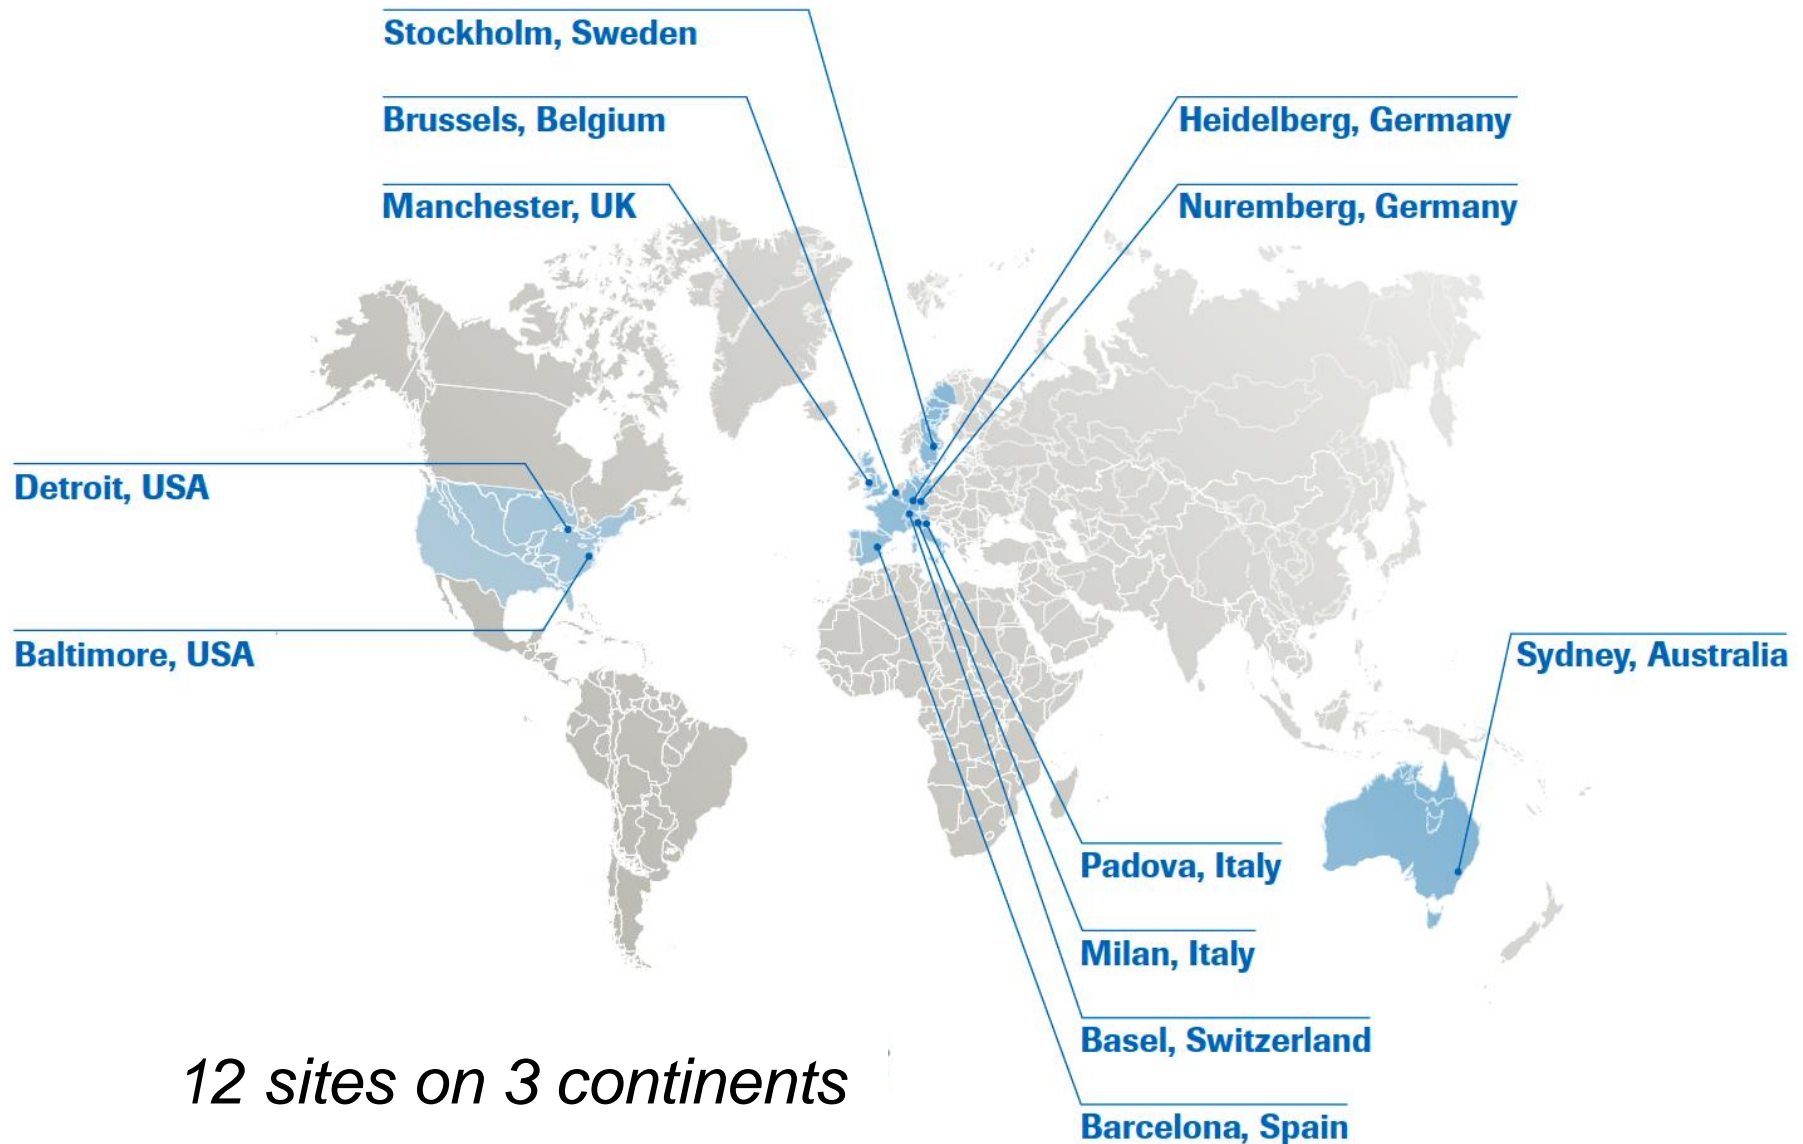 Stockholm, Sweden
Brussels, Belgium
Heidelberg, Germany
Manchester, UK
Nuremberg, Germany
Detroit, USA
Baltimore, USA
Sydney, Australia
Padova, Italy
Milan, Italy
Basel, Switzerland
12 sites on 3 continents
Barcelona, Spain